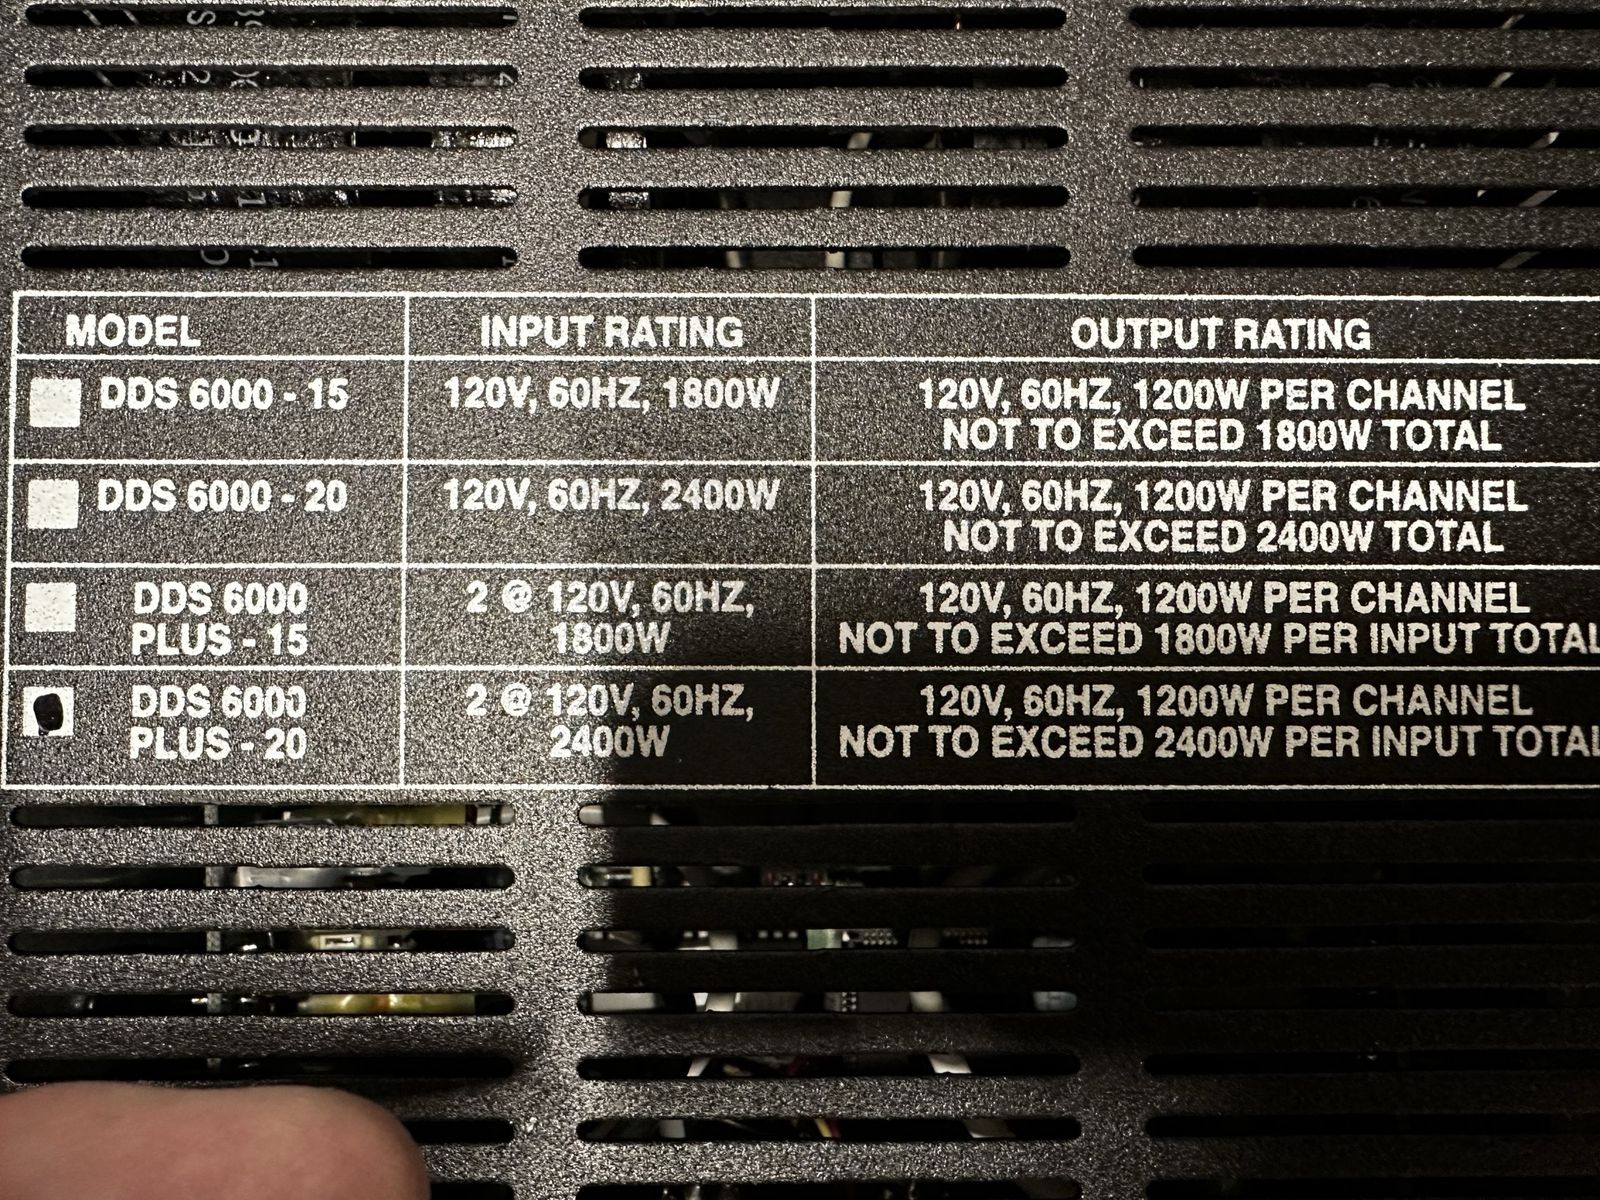 MODEL INPUT RATING OUTPUT RATING
DDS 6000 - 15 120V, 60HZ, 1800W 120V, 60HZ, 1200W PER CHANNEL
NOT TO EXCEED 1800W TOTAL
DDS 6000 - 20 120V, 60HZ, 2400W 120V, 60HZ, 1200W PER CHANNEL
NOT TO EXCEED 2400W TOTAL
DDS 6000 2 @ 120V, 60HZ, 120V, 60HZ, 1200W PER CHANNEL
PLUS - 15 1800W NOT TO EXCEED 1800W PER INPUT TOTAL
DDS 6000 2 @ 120V, 60HZ, 120V, 60HZ, 1200W PER CHANNEL
PLUS - 20 2400W NOT TO EXCEED 2400W PER INPUT TOTAL